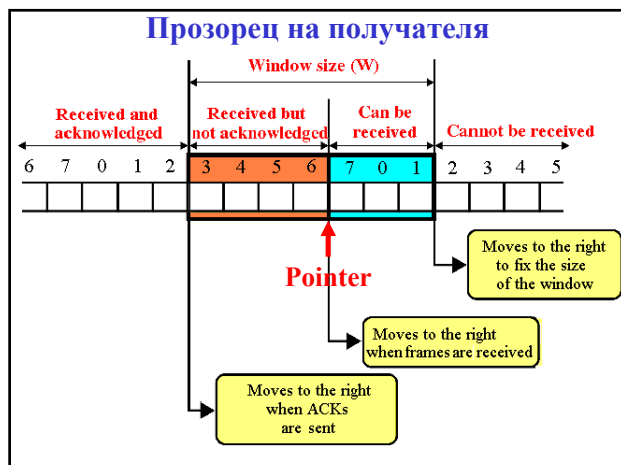 Прозорец на получателя
Window size (W)
Received and acknowledged
Received but not acknowledged
Can be received
Cannot be received
6 7 0 1 2 3 4 5 6 7 0 1 2 3 4 5
Pointer
Moves to the right
to fix the size
of the window
Moves to the right
when frames are received
Moves to the right
when ACKs
are sent